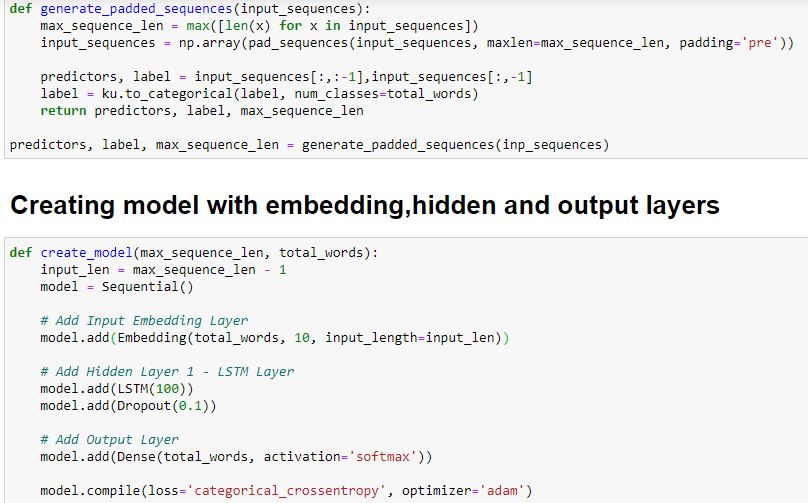 def generate_padded_sequences(input_sequences):
    max_sequence_len = max([len(x) for x in input_sequences])
    input_sequences = np.array(pad_sequences(input_sequences, maxlen=max_sequence_len, padding='pre'))
    predictors, label = input_sequences[:,:-1],input_sequences[:,-1]
    label = ku.to_categorical(label, num_classes=total_words)
    return predictors, label, max_sequence_len
predictors, label, max_sequence_len = generate_padded_sequences(inp_sequences)
Creating model with embedding,hidden and output layers
def create_model(max_sequence_len, total_words):
    input_len = max_sequence_len - 1
    model = Sequential()
    # Add Input Embedding Layer
    model.add(Embedding(total_words, 10, input_length=input_len))
    # Add Hidden Layer 1 - LSTM Layer
    model.add(LSTM(100))
    model.add(Dropout(0.1))
    # Add Output Layer
    model.add(Dense(total_words, activation='softmax'))
    model.compile(loss='categorical_crossentropy', optimizer='adam')